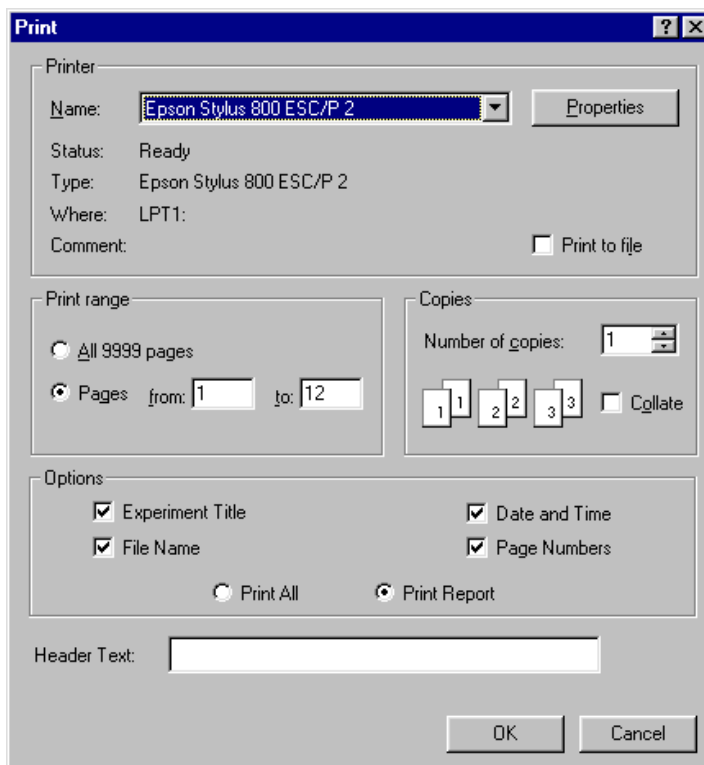 Print
Printer
Name: Epson Stylus 800 ESC/P 2 Properties
Status: Ready
Type: Epson Stylus 800 ESC/P 2
Where: LPT1:
Comment: Print to file
Print range
All 9999 pages
Pages from: 1 to: 12
Copies
Number of copies: 1
1 1 2 2 3 3 Collate
Options
Experiment Title Date and Time
File Name Page Numbers
Print All Print Report
Header Text:
OK Cancel